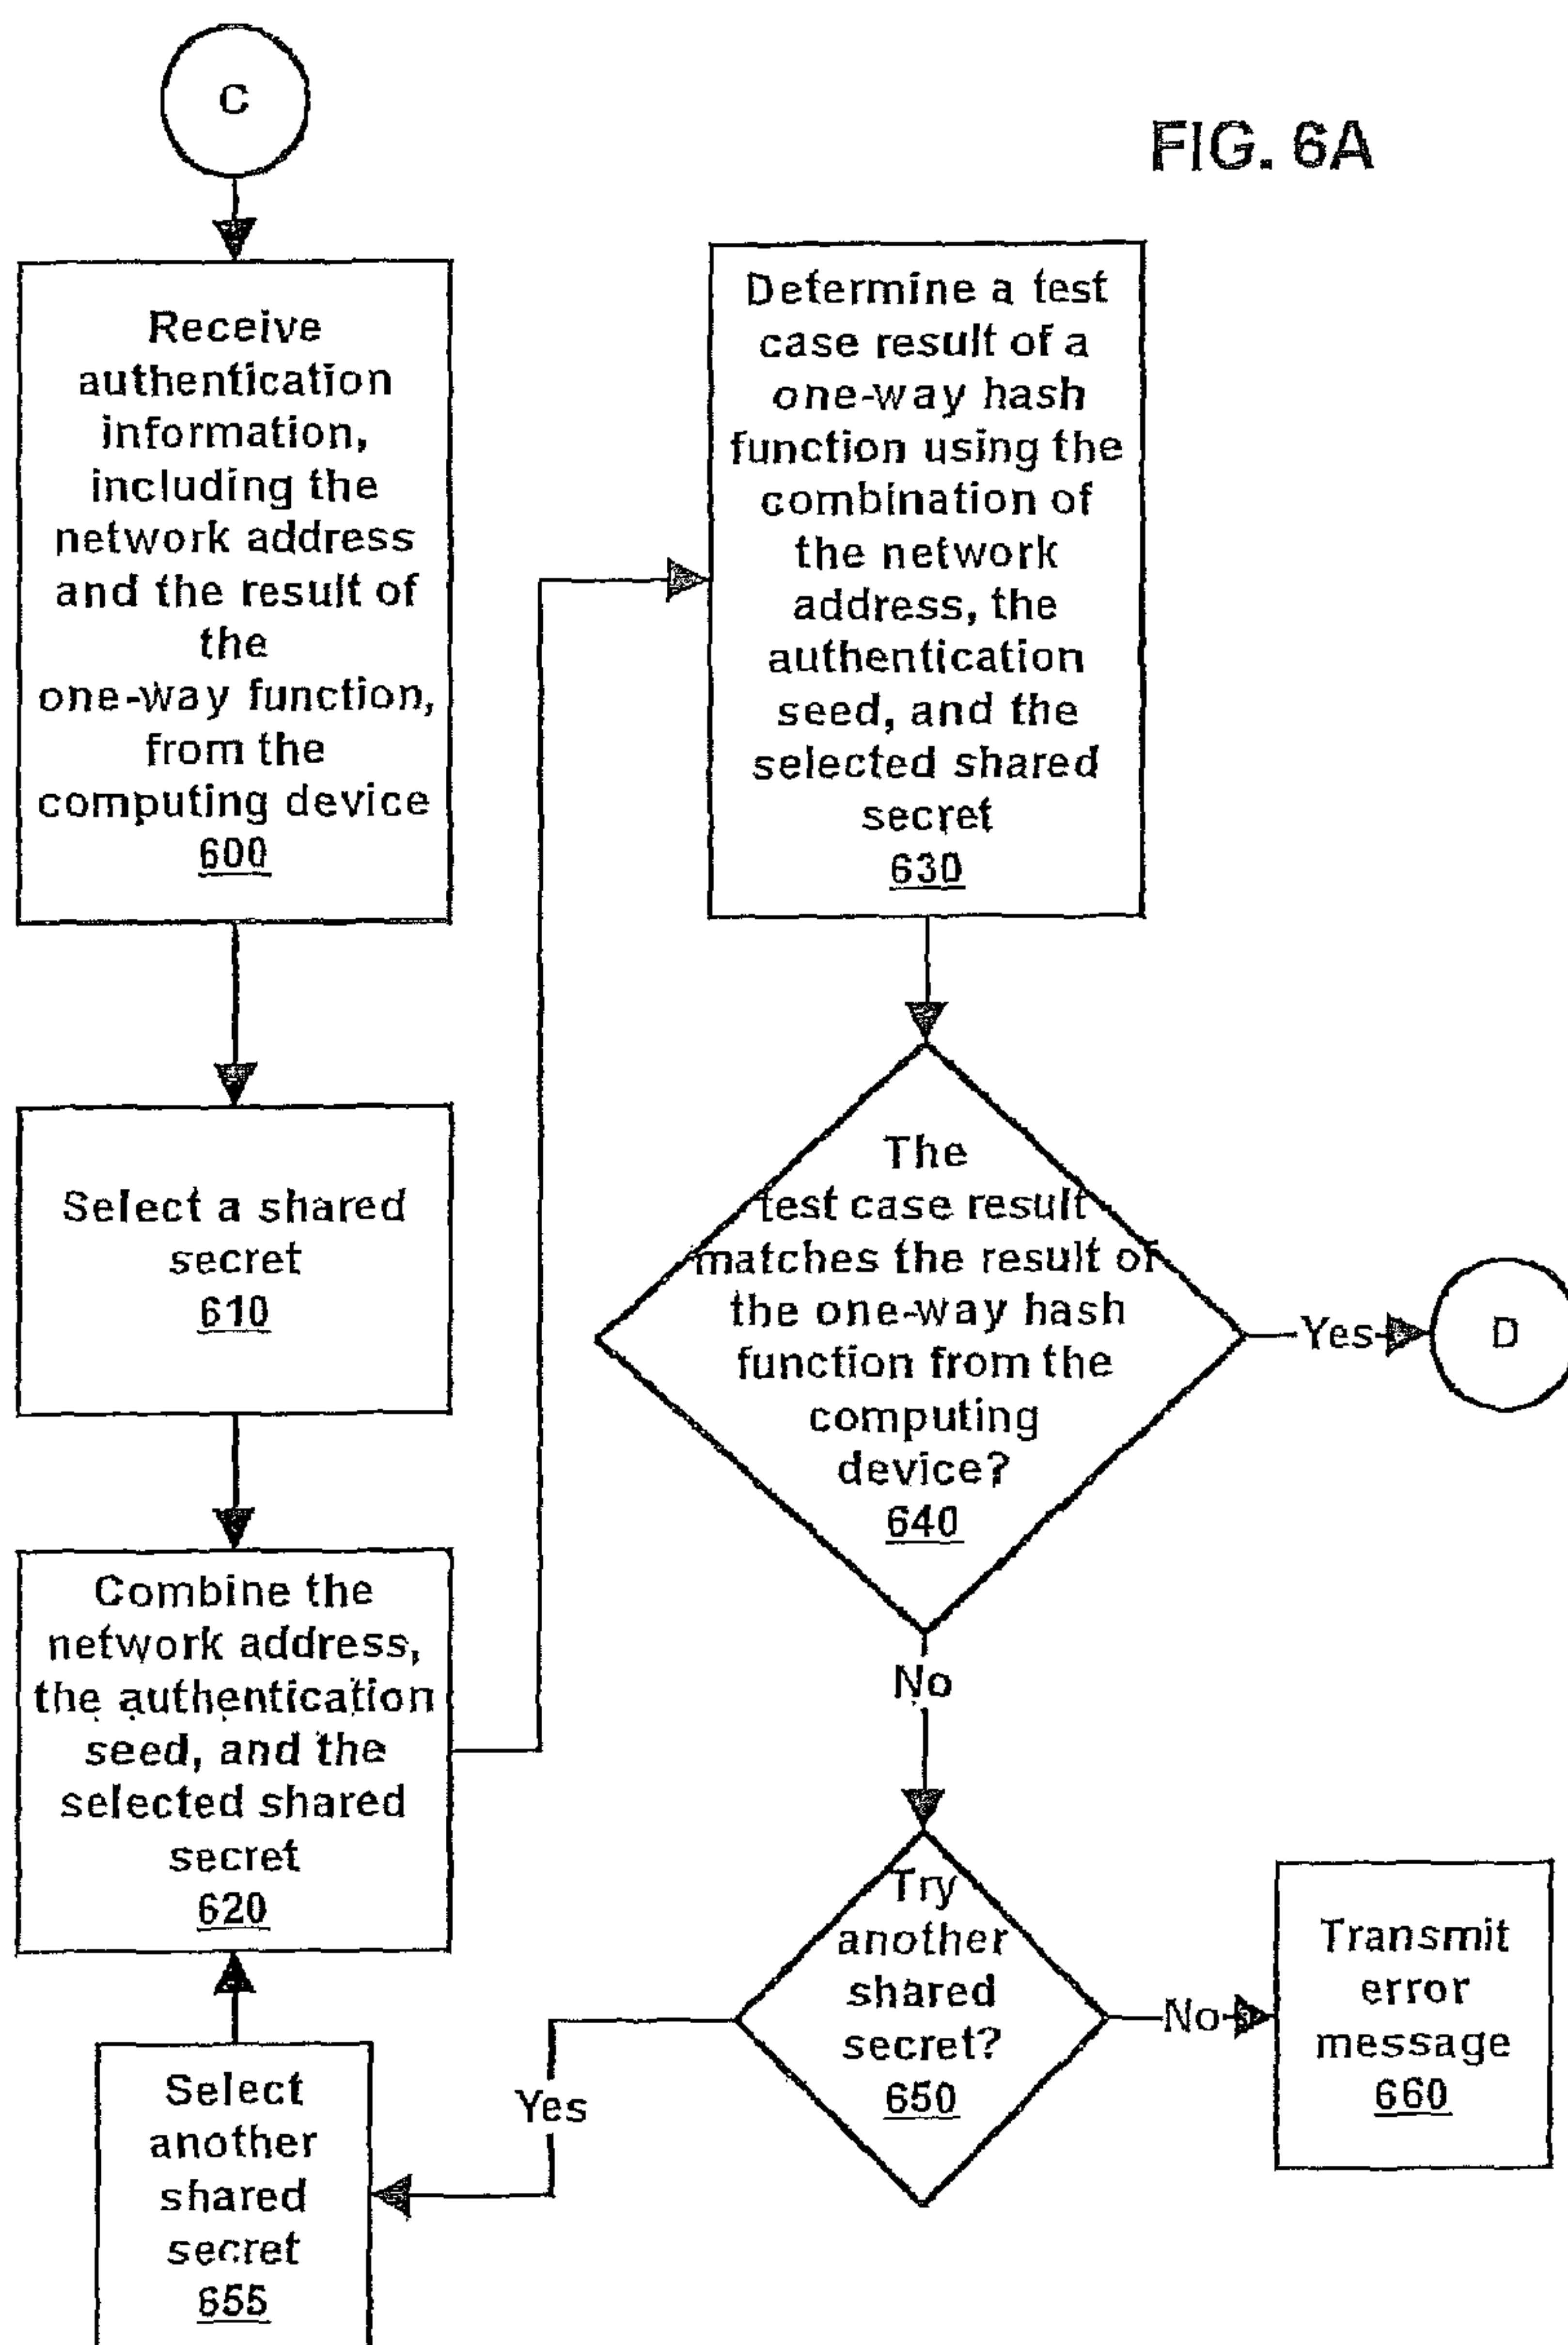 C
FIG. 6A
Receive
authentication
information,
including the
network address
and the result of
the
one-way function,
from the
computing device
600
Select a shared
secret
610
Combine the
network address,
the authentication
seed, and the
selected shared
secret
620
Select
another
shared
secret
655
Determine a test
case result of a
one-way hash
function using the
combination of
the network
address, the
authentication
seed, and the
selected shared
secret
630
The
test case result
matches the result of
the one-way hash
function from the
computing
device?
640
Yes
D
No
Try
another
shared
secret?
650
Yes
No
Transmit
error
message
660